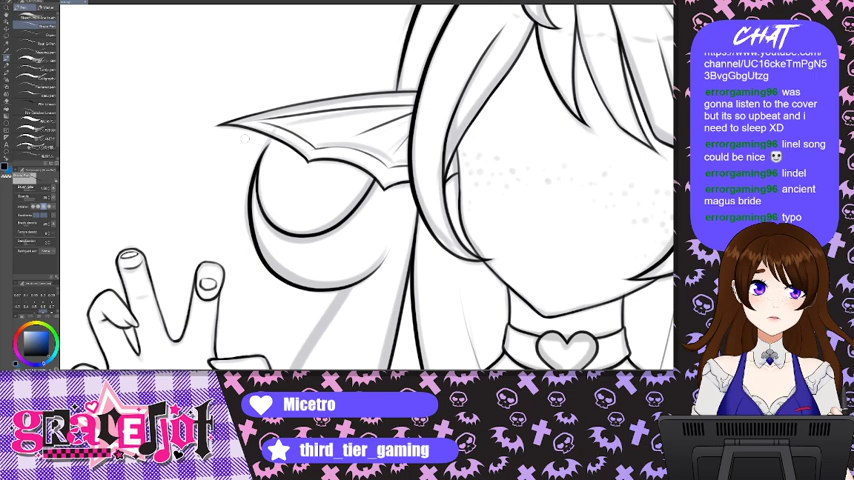 CHAT
https://www.youtube.com/
channel/UC16ckeTmPgN5
3BvgGbgUtzg
errorgaming96 was
gonna listen to the cover
but its so upbeat and i
need to sleep XD
errorgaming96 linel song
could be nice
errorgaming96 lindel
errorgaming96 ancient
magus bride
errorgaming96 typo
GRACEJiot
Micetro
third_tier_gaming